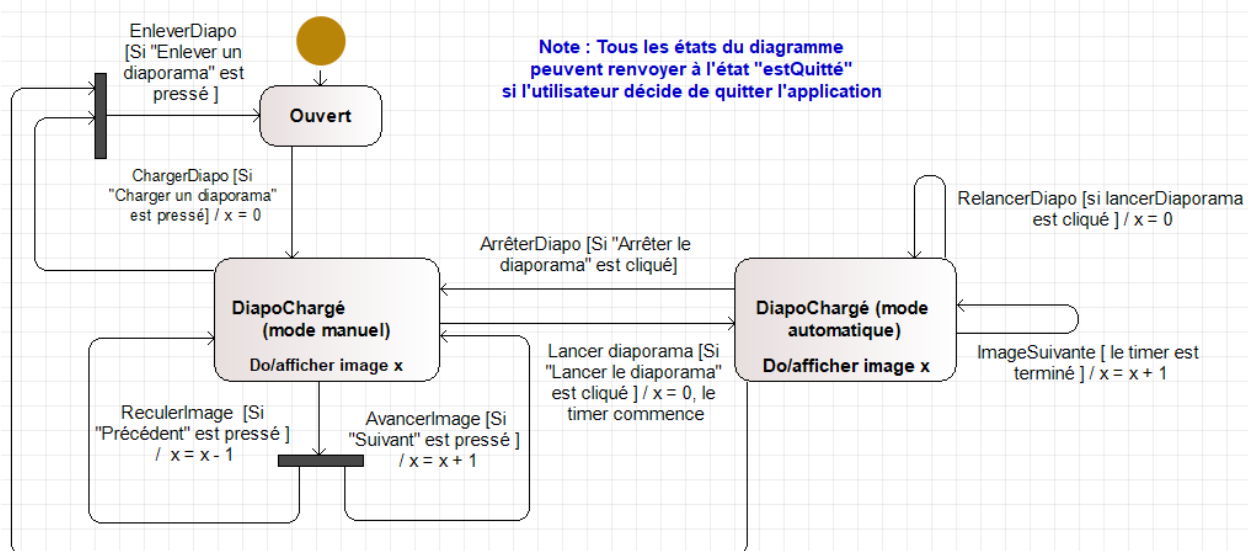 EnleverDiapo
[Si "Enlever un
diaporama" est
pressé ]
Note : Tous les états du diagramme
peuvent renvoyer à l'état "estQuitté"
si l'utilisateur décide de quitter l'application
Ouvert
ChargerDiapo [Si
"Charger un diaporama"
est pressé] / x = 0
RelancerDiapo [si lancerDiaporama
est cliqué ] / x = 0
ArrêterDiapo [Si "Arrêter le
diaporama" est cliqué]
DiapoChargé
(mode manuel)
Do/afficher image x
DiapoChargé (mode
automatique)
Do/afficher image x
Lancer diaporama [Si
"Lancer le diaporama"
est cliqué ] / x = 0, le
timer commence
ImageSuivante [ le timer est
terminé ] / x = x + 1
ReculerImage [Si
"Précédent" est pressé ]
/ x = x - 1
AvancerImage [Si
"Suivant" est pressé ]
/ x = x + 1